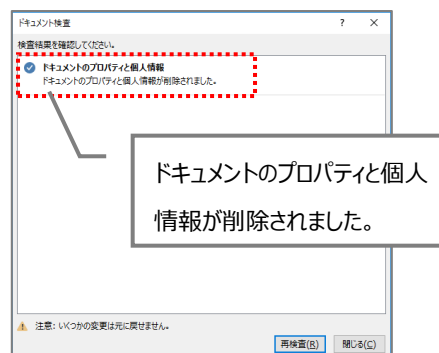 ドキュメント検査
? ×
検査結果を確認してください。
ドキュメントのプロパティと個人情報
ドキュメントのプロパティと個人情報が削除されました。
ドキュメントのプロパティと個人
情報が削除されました。
注意: いくつかの変更は元に戻せません。
再検査(R) 閉じる(C)